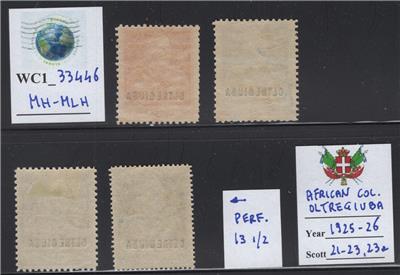 WC1_33446
MH-MLH
OLTREGIUBA
OLTREGIUBA
OLTREGIUBA
OLTREGIUBA
←
PERF.
13 1/2
AFRICAN COL.
OLTREGIUBA
Year 1925-26
Scott 21-23, 23a